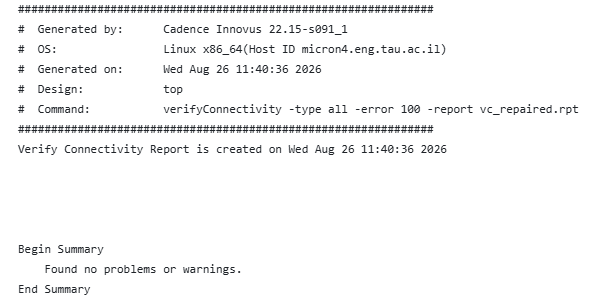 ################################################################
#  Generated by:      Cadence Innovus 22.15-s091_1
#  OS:                Linux x86_64(Host ID micron4.eng.tau.ac.il)
#  Generated on:      Wed Aug 26 11:40:36 2026
#  Design:            top
#  Command:           verifyConnectivity -type all -error 100 -report vc_repaired.rpt
################################################################
Verify Connectivity Report is created on Wed Aug 26 11:40:36 2026
Begin Summary
    Found no problems or warnings.
End Summary